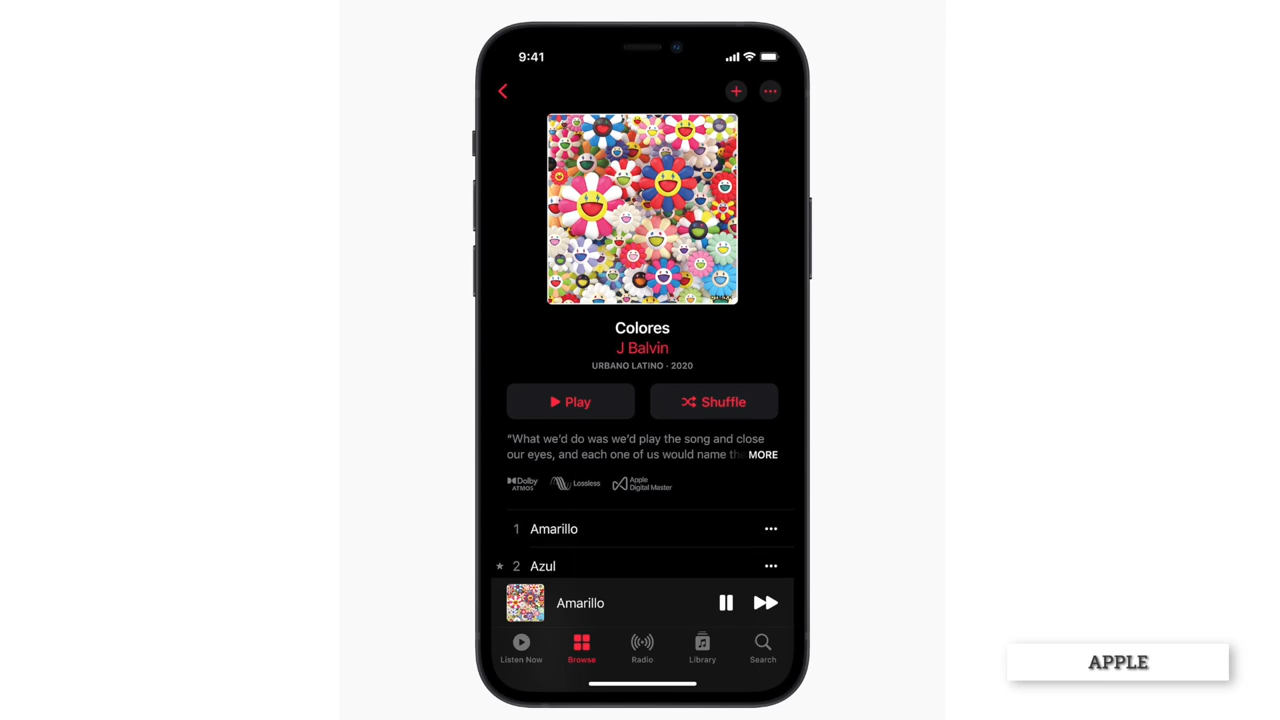 9:41
Colores
J Balvin
URBANO LATINO · 2020
Play
Shuffle
“What we’d do was we’d play the song and close
our eyes, and each one of us would name th
MORE
Dolby
ATMOS
Lossless
Apple
Digital Master
1 Amarillo
★ 2 Azul
Amarillo
Listen Now
Browse
Radio
Library
Search
APPLE